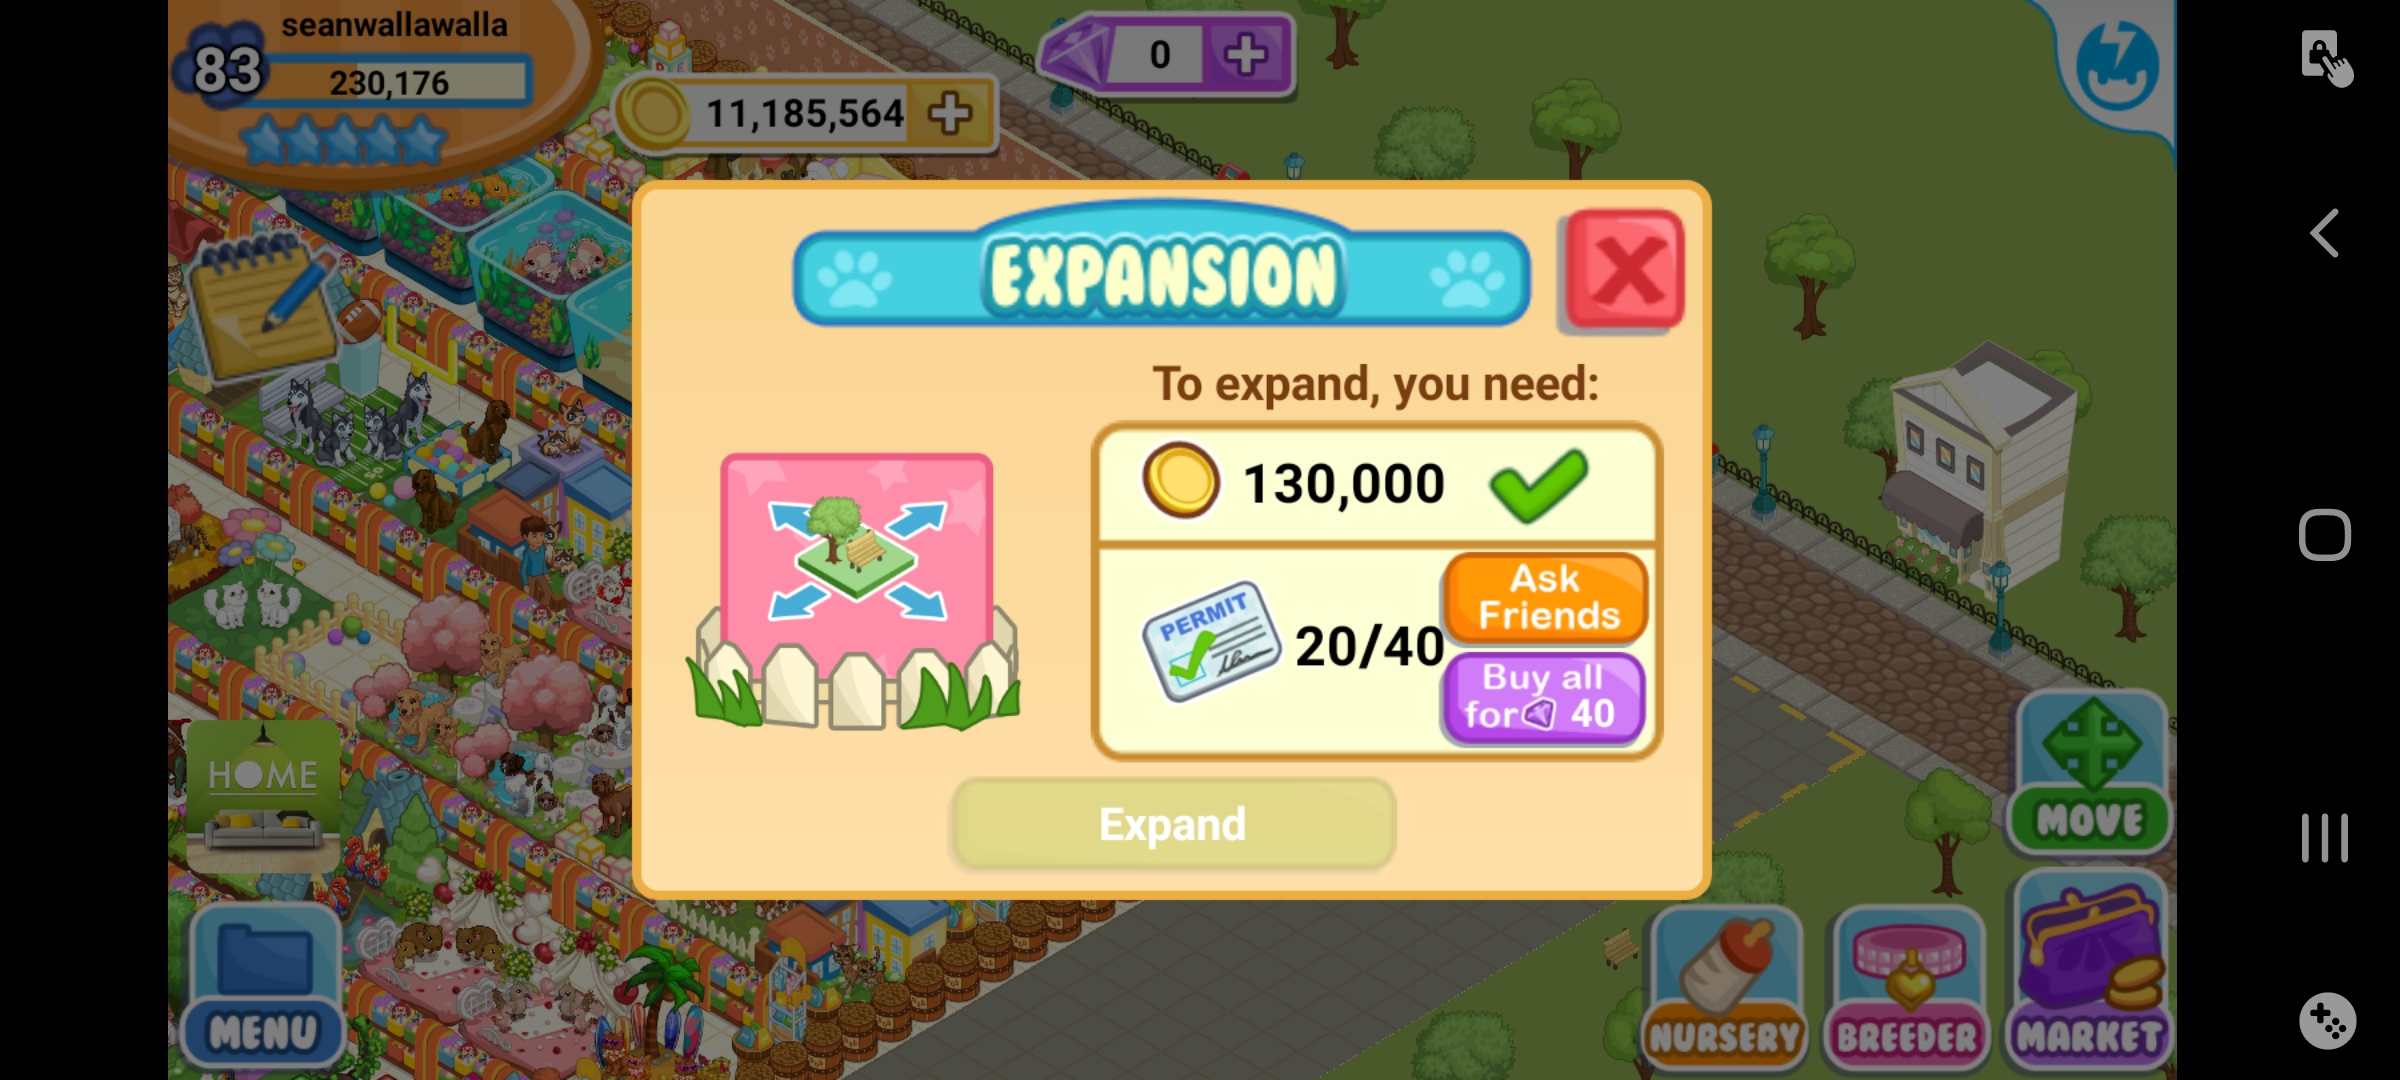 seanwallawalla
83
230,176
11,185,564
0
EXPANSION
To expand, you need:
130,000
PERMIT
20/40
Ask
Friends
Buy all
for 40
Expand
HOME
MENU
MOVE
NURSERY
BREEDER
MARKET